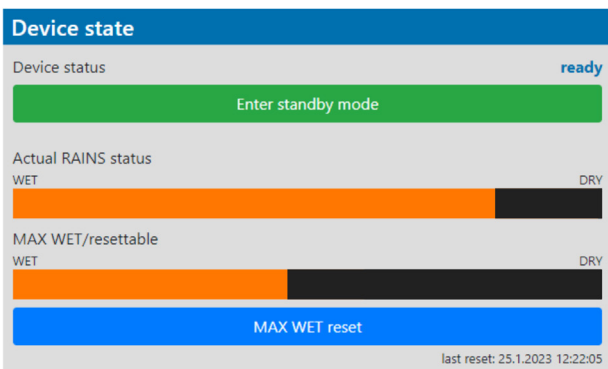 Device state
Device status ready
Enter standby mode
Actual RAINS status
WET DRY
MAX WET/resettable
WET DRY
MAX WET reset
last reset: 25.1.2023 12:22:05